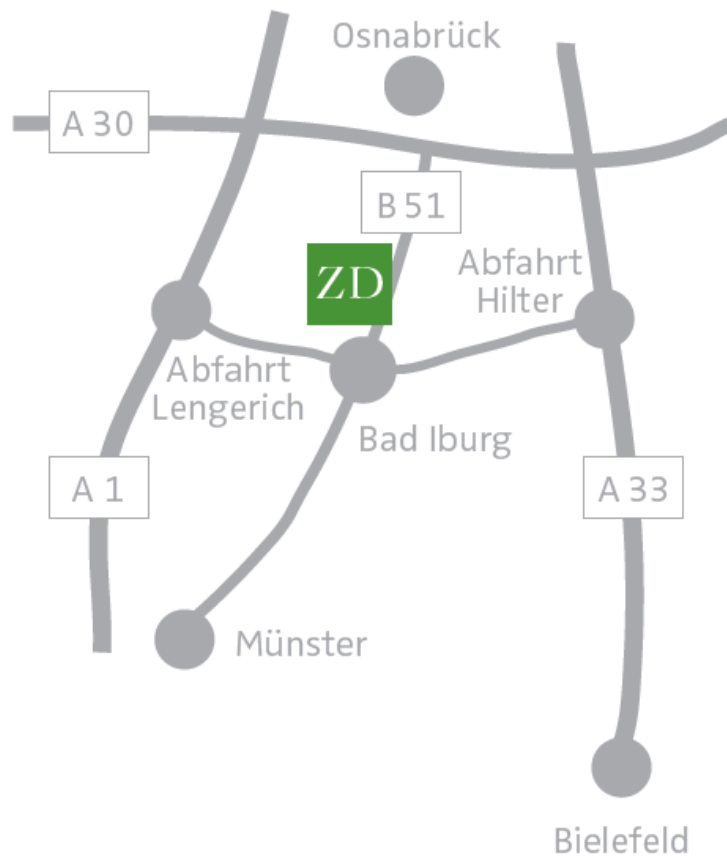 Osnabrück
A 30
B 51
ZD
Abfahrt
Hilter
Abfahrt
Lengerich
Bad Iburg
A 1
A 33
Münster
Bielefeld